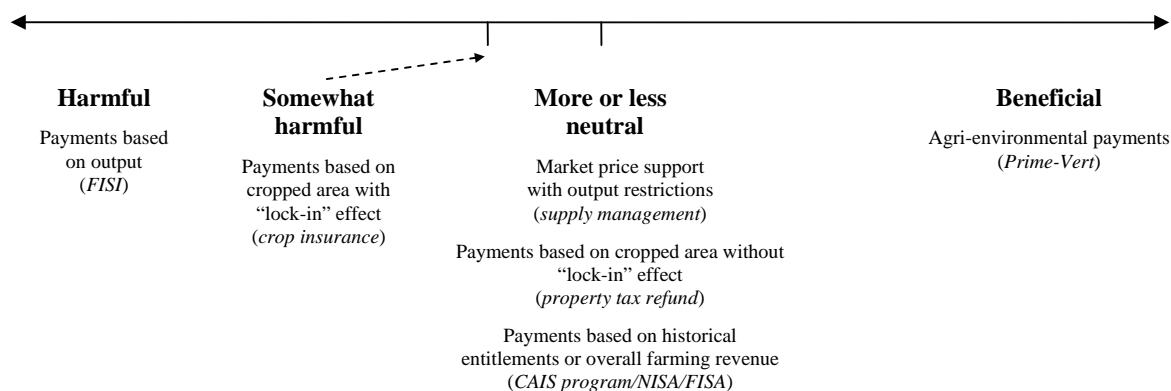 Harmful
Payments based
on output
(FISI)
Somewhat
harmful
Payments based on
cropped area with
“lock-in” effect
(crop insurance)
More or less
neutral
Market price support
with output restrictions
(supply management)
Payments based on cropped area without
“lock-in” effect
(property tax refund)
Payments based on historical
entitlements or overall farming revenue
(CAIS program/NISA/FISA)
Beneficial
Agri-environmental payments
(Prime-Vert)